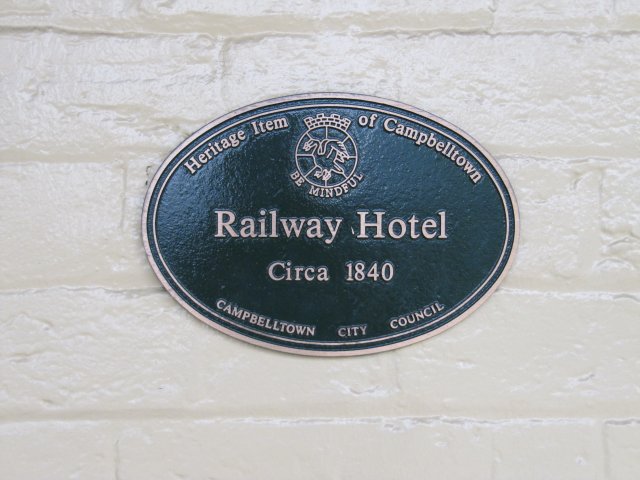 Heritage Item of Campbelltown
BE MINDFUL
Railway Hotel
Circa 1840
CAMPBELLTOWN CITY COUNCIL